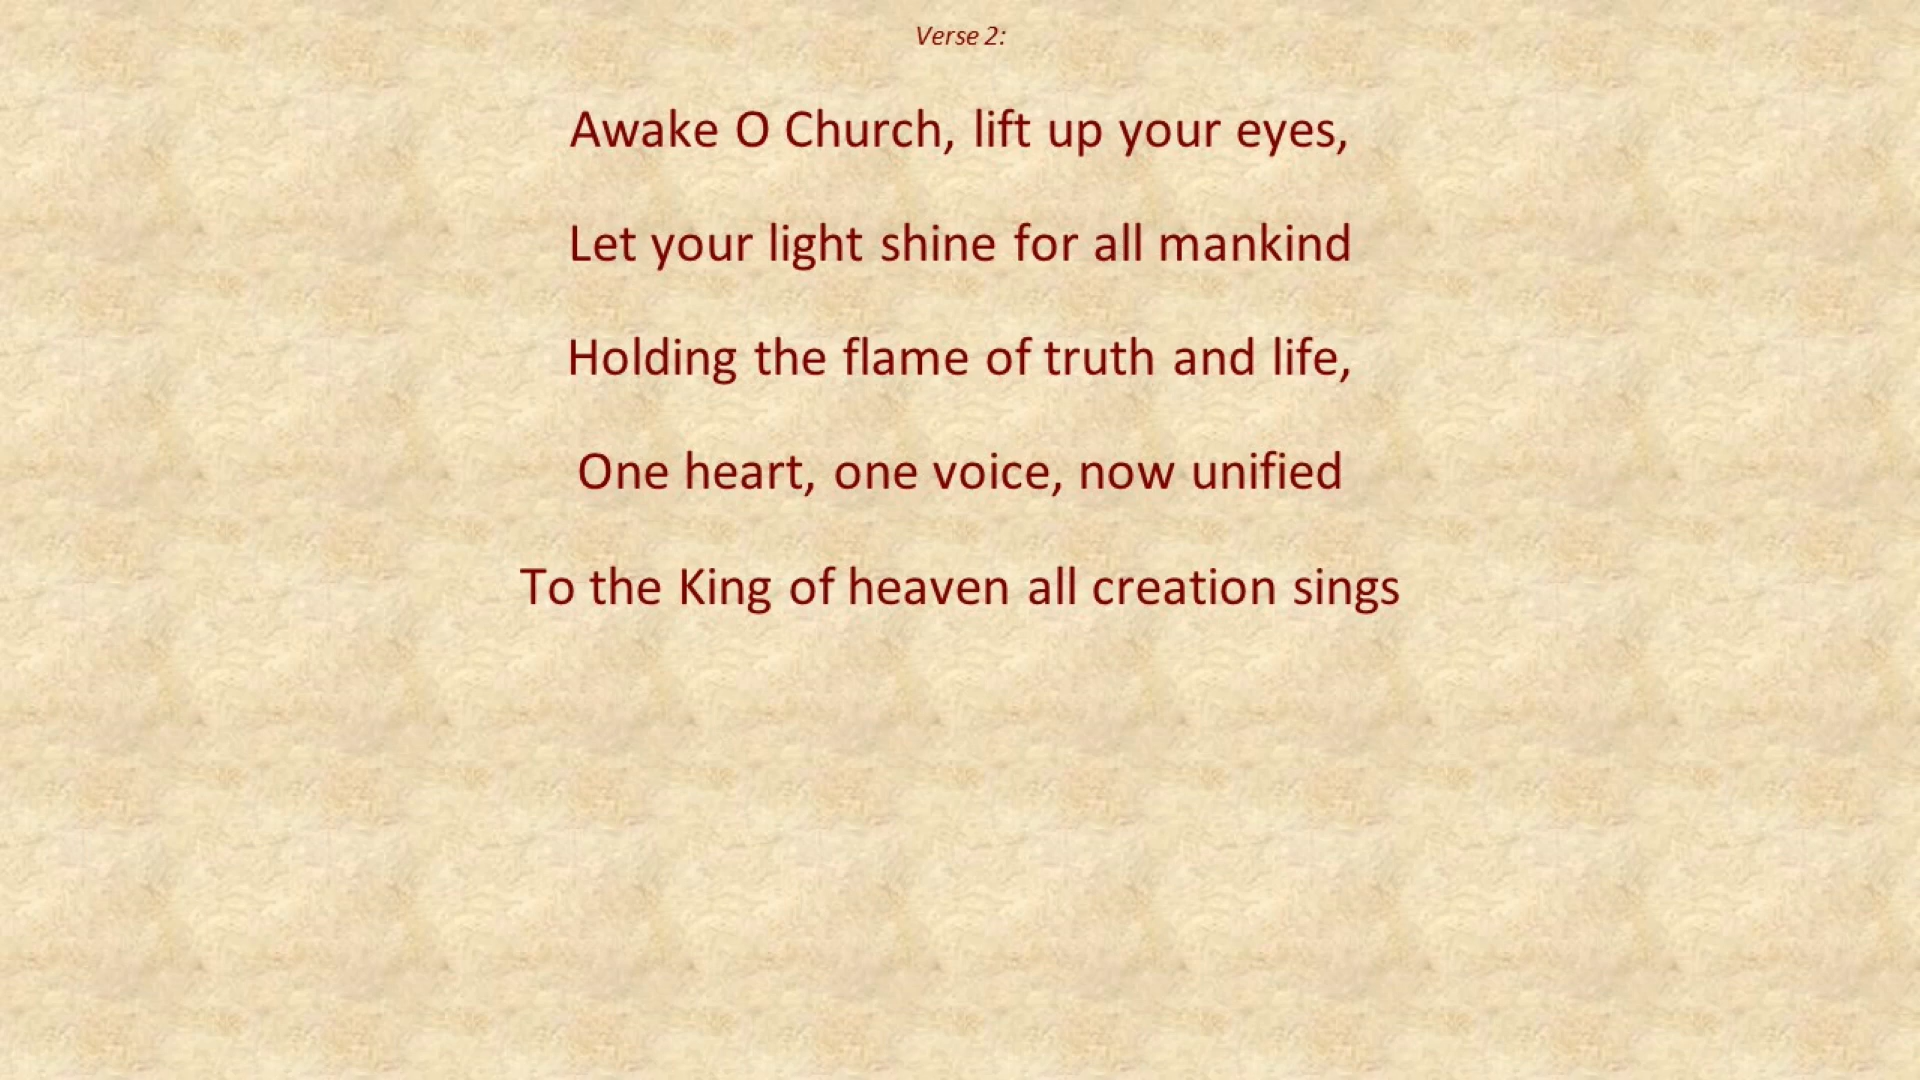 Verse 2:
Awake O Church, lift up your eyes,
Let your light shine for all mankind
Holding the flame of truth and life,
One heart, one voice, now unified
To the King of heaven all creation sings